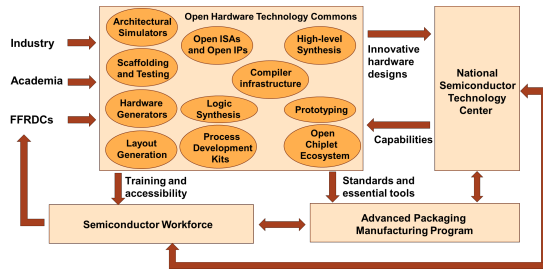 Open Hardware Technology Commons
Architectural
Simulators
Open ISAs
and Open IPs
High-level
Synthesis
Scaffolding
and Testing
Compiler
infrastructure
Hardware
Generators
Logic
Synthesis
Prototyping
Layout
Generation
Process
Development
Kits
Open
Chiplet
Ecosystem
Industry
Academia
FFRDCs
Innovative
hardware
designs
Capabilities
National
Semiconductor
Technology
Center
Training and
accessibility
Standards and
essential tools
Semiconductor Workforce
Advanced Packaging
Manufacturing Program